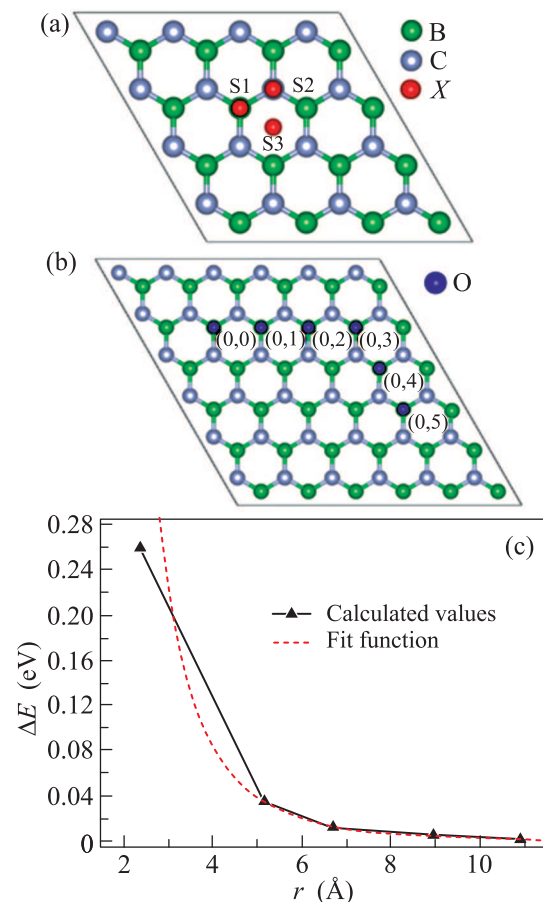 (a)
B
C
X
S1
S2
S3
(b)
O
(0,0)
(0,1)
(0,2)
(0,3)
(0,4)
(0,5)
(c)
0.28
0.26
0.20
0.16
0.12
0.08
0.04
0
ΔE (eV)
Calculated values
Fit function
2
4
6
8
10
r (Å)